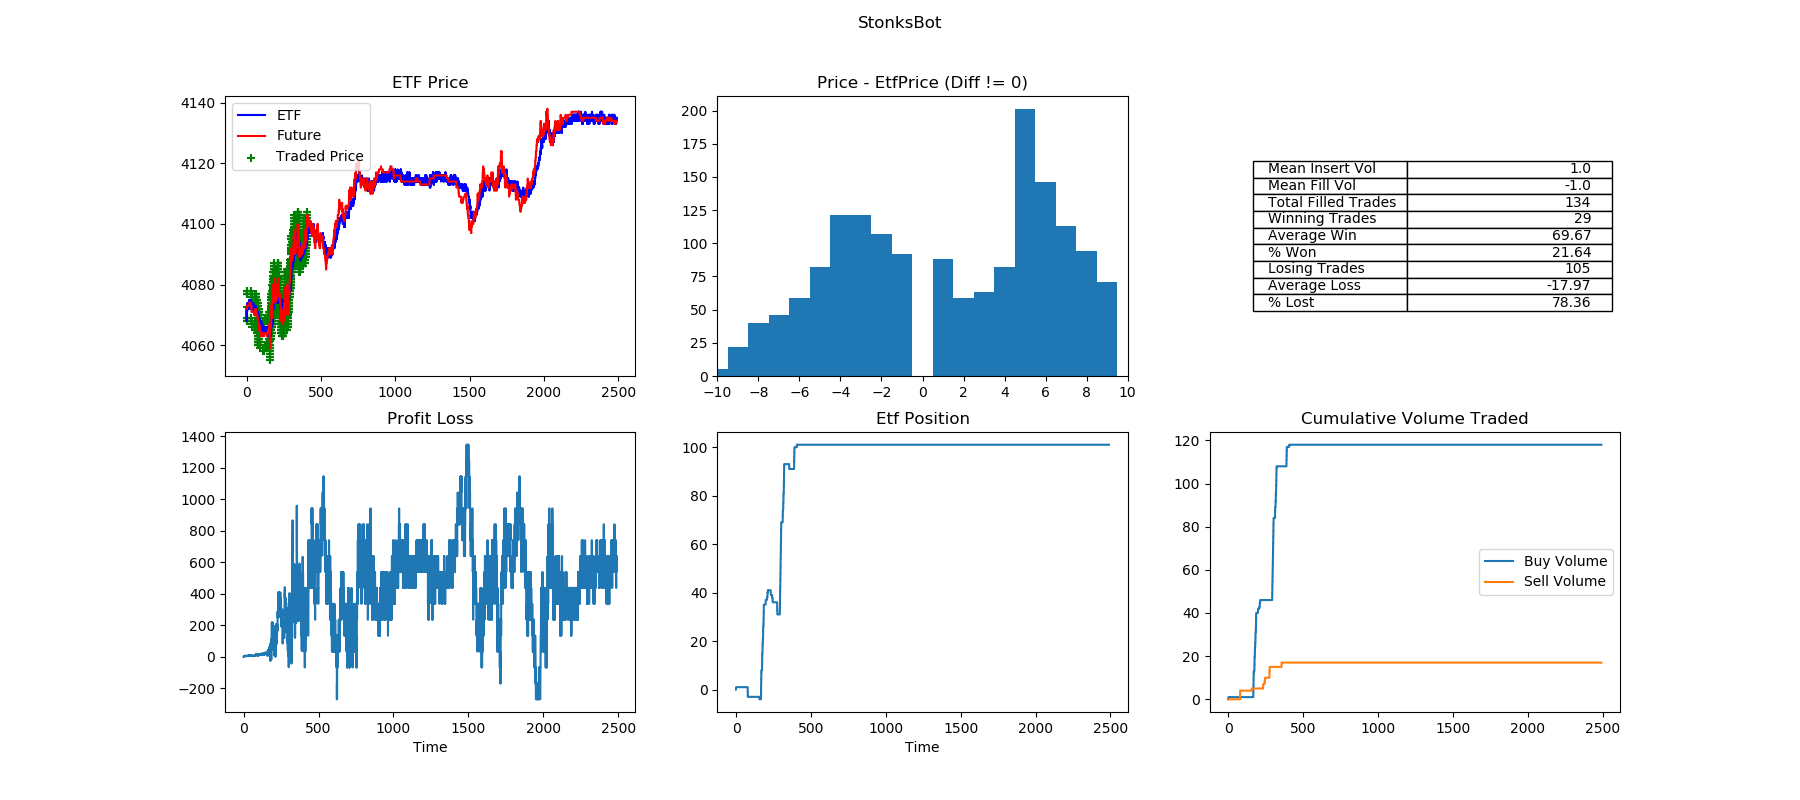 StonksBot
ETF Price
4140
4120
4100
4080
4060
ETF
Future
Traded Price
0 500 1000 1500 2000 2500
Price - EtfPrice (Diff != 0)
200
175
150
125
100
75
50
25
0
−10 −8 −6 −4 −2 0 2 4 6 8 10
Mean Insert Vol 1.0
Mean Fill Vol -1.0
Total Filled Trades 134
Winning Trades 29
Average Win 69.67
% Won 21.64
Losing Trades 105
Average Loss -17.97
% Lost 78.36
Profit Loss
1400
1200
1000
800
600
400
200
0
−200
0 500 1000 1500 2000 2500
Time
Etf Position
100
80
60
40
20
0
0 500 1000 1500 2000 2500
Time
Cumulative Volume Traded
120
100
80
60
40
20
0
Buy Volume
Sell Volume
0 500 1000 1500 2000 2500